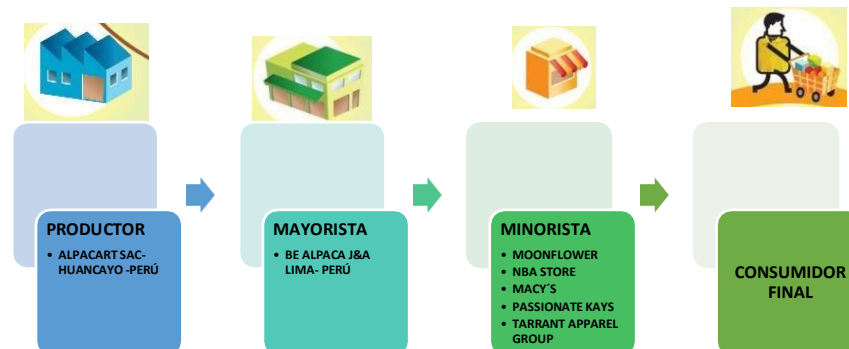 PRODUCTOR
• ALPACART SAC-
HUANCAYO -PERÚ
MAYORISTA
• BE ALPACA J&A
LIMA- PERÚ
MINORISTA
• MOONFLOWER
• NBA STORE
• MACY´S
• PASSIONATE KAYS
• TARRANT APPAREL
GROUP
CONSUMIDOR
FINAL